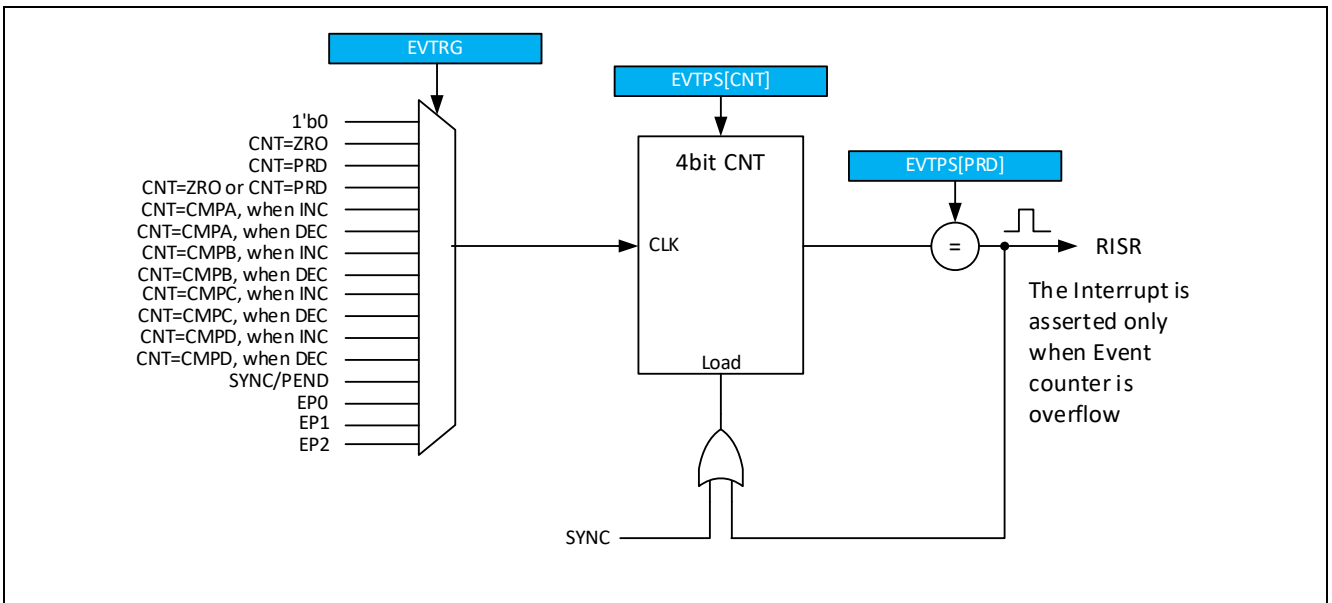 EVTRG
EVTPS[CNT]
EVTPS[PRD]
1'b0
CNT=ZRO
CNT=PRD
CNT=ZRO or CNT=PRD
CNT=CMPA, when INC
CNT=CMPA, when DEC
CNT=CMPB, when INC
CNT=CMPB, when DEC
CNT=CMPC, when INC
CNT=CMPC, when DEC
CNT=CMPD, when INC
CNT=CMPD, when DEC
SYNC/PEND
EP0
EP1
EP2
4bit CNT
CLK
Load
=
RISR
The Interrupt is
asserted only
when Event
counter is
overflow
SYNC